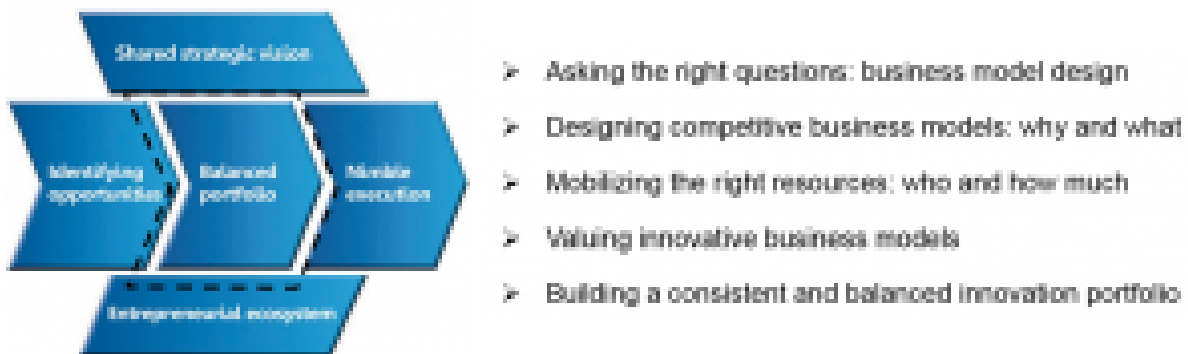 Shared strategic vision
Identifying
opportunities
Balanced
portfolio
Nimble
execution
Entrepreneurial ecosystem
➢ Asking the right questions: business model design
➢ Designing competitive business models: why and what
➢ Mobilizing the right resources: who and how much
➢ Valuing innovative business models
➢ Building a consistent and balanced innovation portfolio